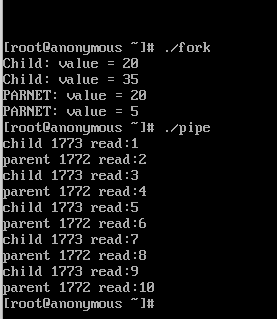 [root@anonymous ~]# ./fork
Child: value = 20
Child: value = 35
PARNET: value = 20
PARNET: value = 5
[root@anonymous ~]# ./pipe
child 1773 read:1
parent 1772 read:2
child 1773 read:3
parent 1772 read:4
child 1773 read:5
parent 1772 read:6
child 1773 read:7
parent 1772 read:8
child 1773 read:9
parent 1772 read:10
[root@anonymous ~]#